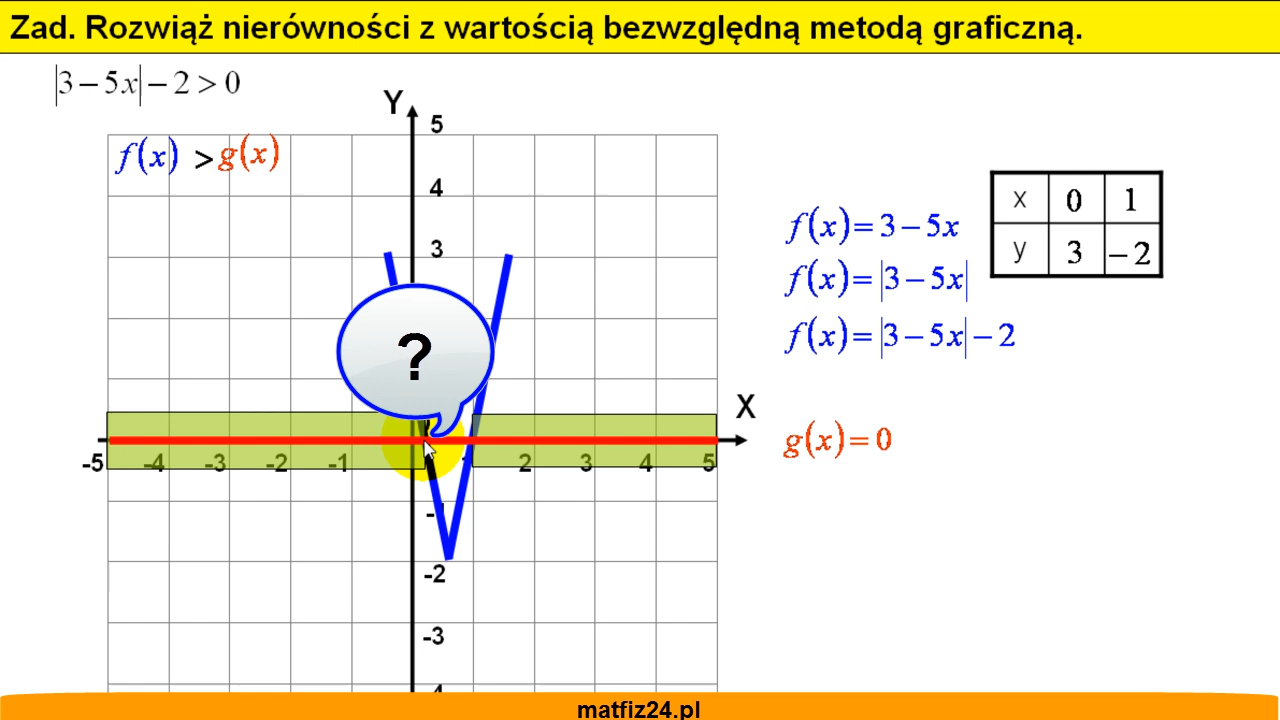 Zad. Rozwiąż nierówności z wartością bezwzględną metodą graficzną.
|3 − 5x| − 2 > 0
Y
5
f(x) > g(x)
4
3
x 0 1
y 3 −2
f(x) = 3 − 5x
f(x) = |3 − 5x|
f(x) = |3 − 5x| − 2
?
X
g(x) = 0
-5 -4 -3 -2 -1 1 2 3 4 5
-1
-2
-3
matfiz24.pl